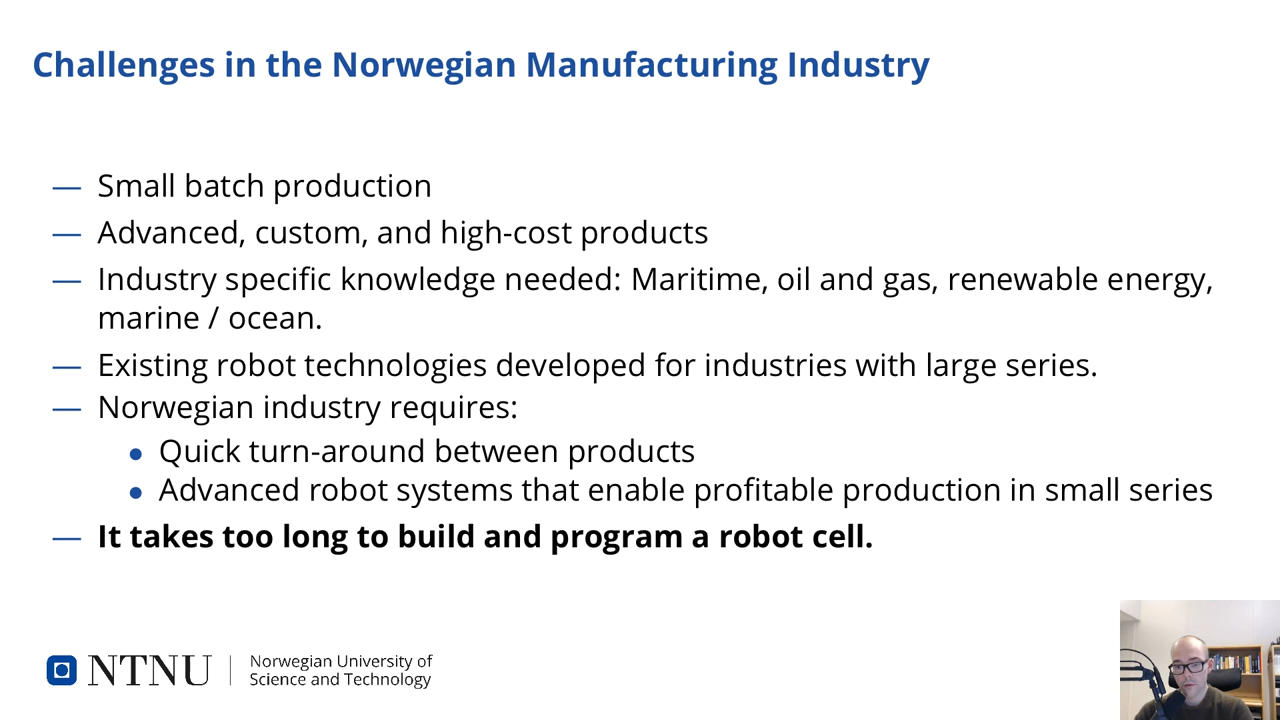 Challenges in the Norwegian Manufacturing Industry
— Small batch production
— Advanced, custom, and high-cost products
— Industry specific knowledge needed: Maritime, oil and gas, renewable energy,
marine / ocean.
— Existing robot technologies developed for industries with large series.
— Norwegian industry requires:
• Quick turn-around between products
• Advanced robot systems that enable profitable production in small series
— It takes too long to build and program a robot cell.
NTNU
Norwegian University of
Science and Technology